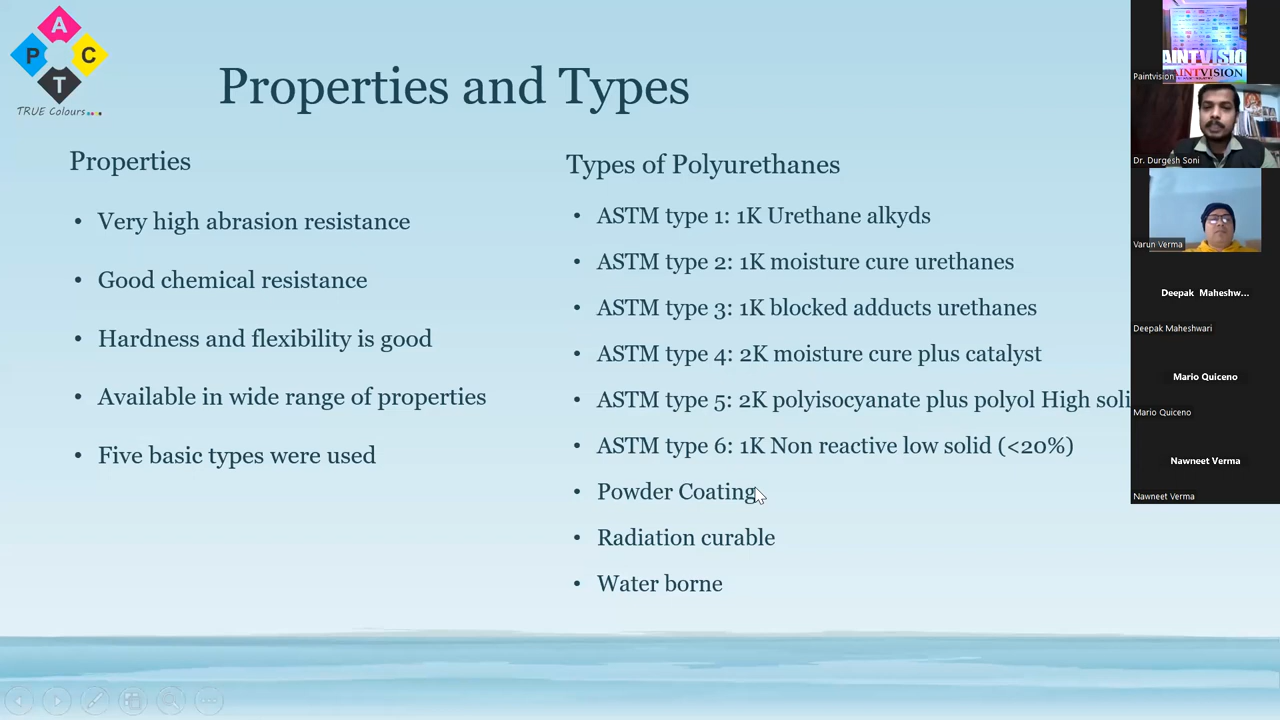 A
P
C
T
TRUE Colours
Properties and Types
Properties
• Very high abrasion resistance
• Good chemical resistance
• Hardness and flexibility is good
• Available in wide range of properties
• Five basic types were used
Types of Polyurethanes
• ASTM type 1: 1K Urethane alkyds
• ASTM type 2: 1K moisture cure urethanes
• ASTM type 3: 1K blocked adducts urethanes
• ASTM type 4: 2K moisture cure plus catalyst
• ASTM type 5: 2K polyisocyanate plus polyol High soli
• ASTM type 6: 1K Non reactive low solid (<20%)
• Powder Coating
• Radiation curable
• Water borne
AINTVISIO
PAINTVISION
Paintvision
Dr. Durgesh Soni
Varun Verma
Deepak Maheshw...
Deepak Maheshwari
Mario Quiceno
Mario Quiceno
Nawneet Verma
Nawneet Verma